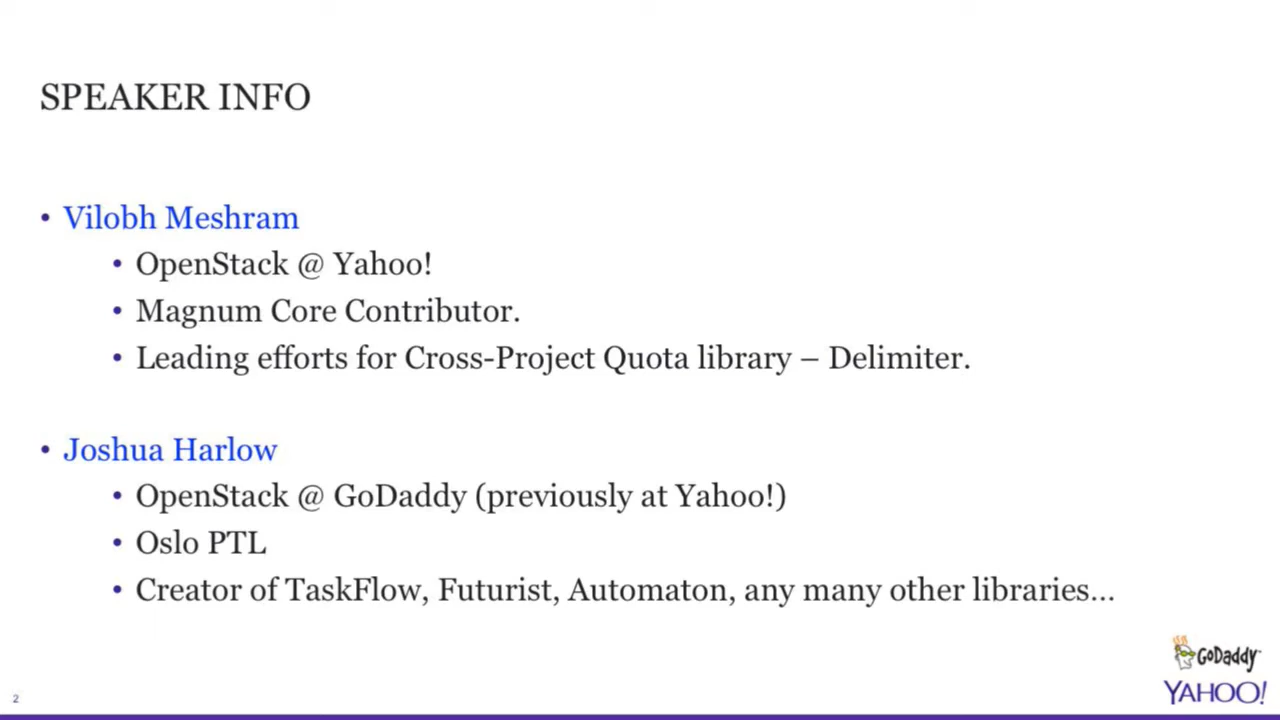 SPEAKER INFO
• Vilobh Meshram
• OpenStack @ Yahoo!
• Magnum Core Contributor.
• Leading efforts for Cross-Project Quota library – Delimiter.
• Joshua Harlow
• OpenStack @ GoDaddy (previously at Yahoo!)
• Oslo PTL
• Creator of TaskFlow, Futurist, Automaton, any many other libraries...
GoDaddy
YAHOO!
2